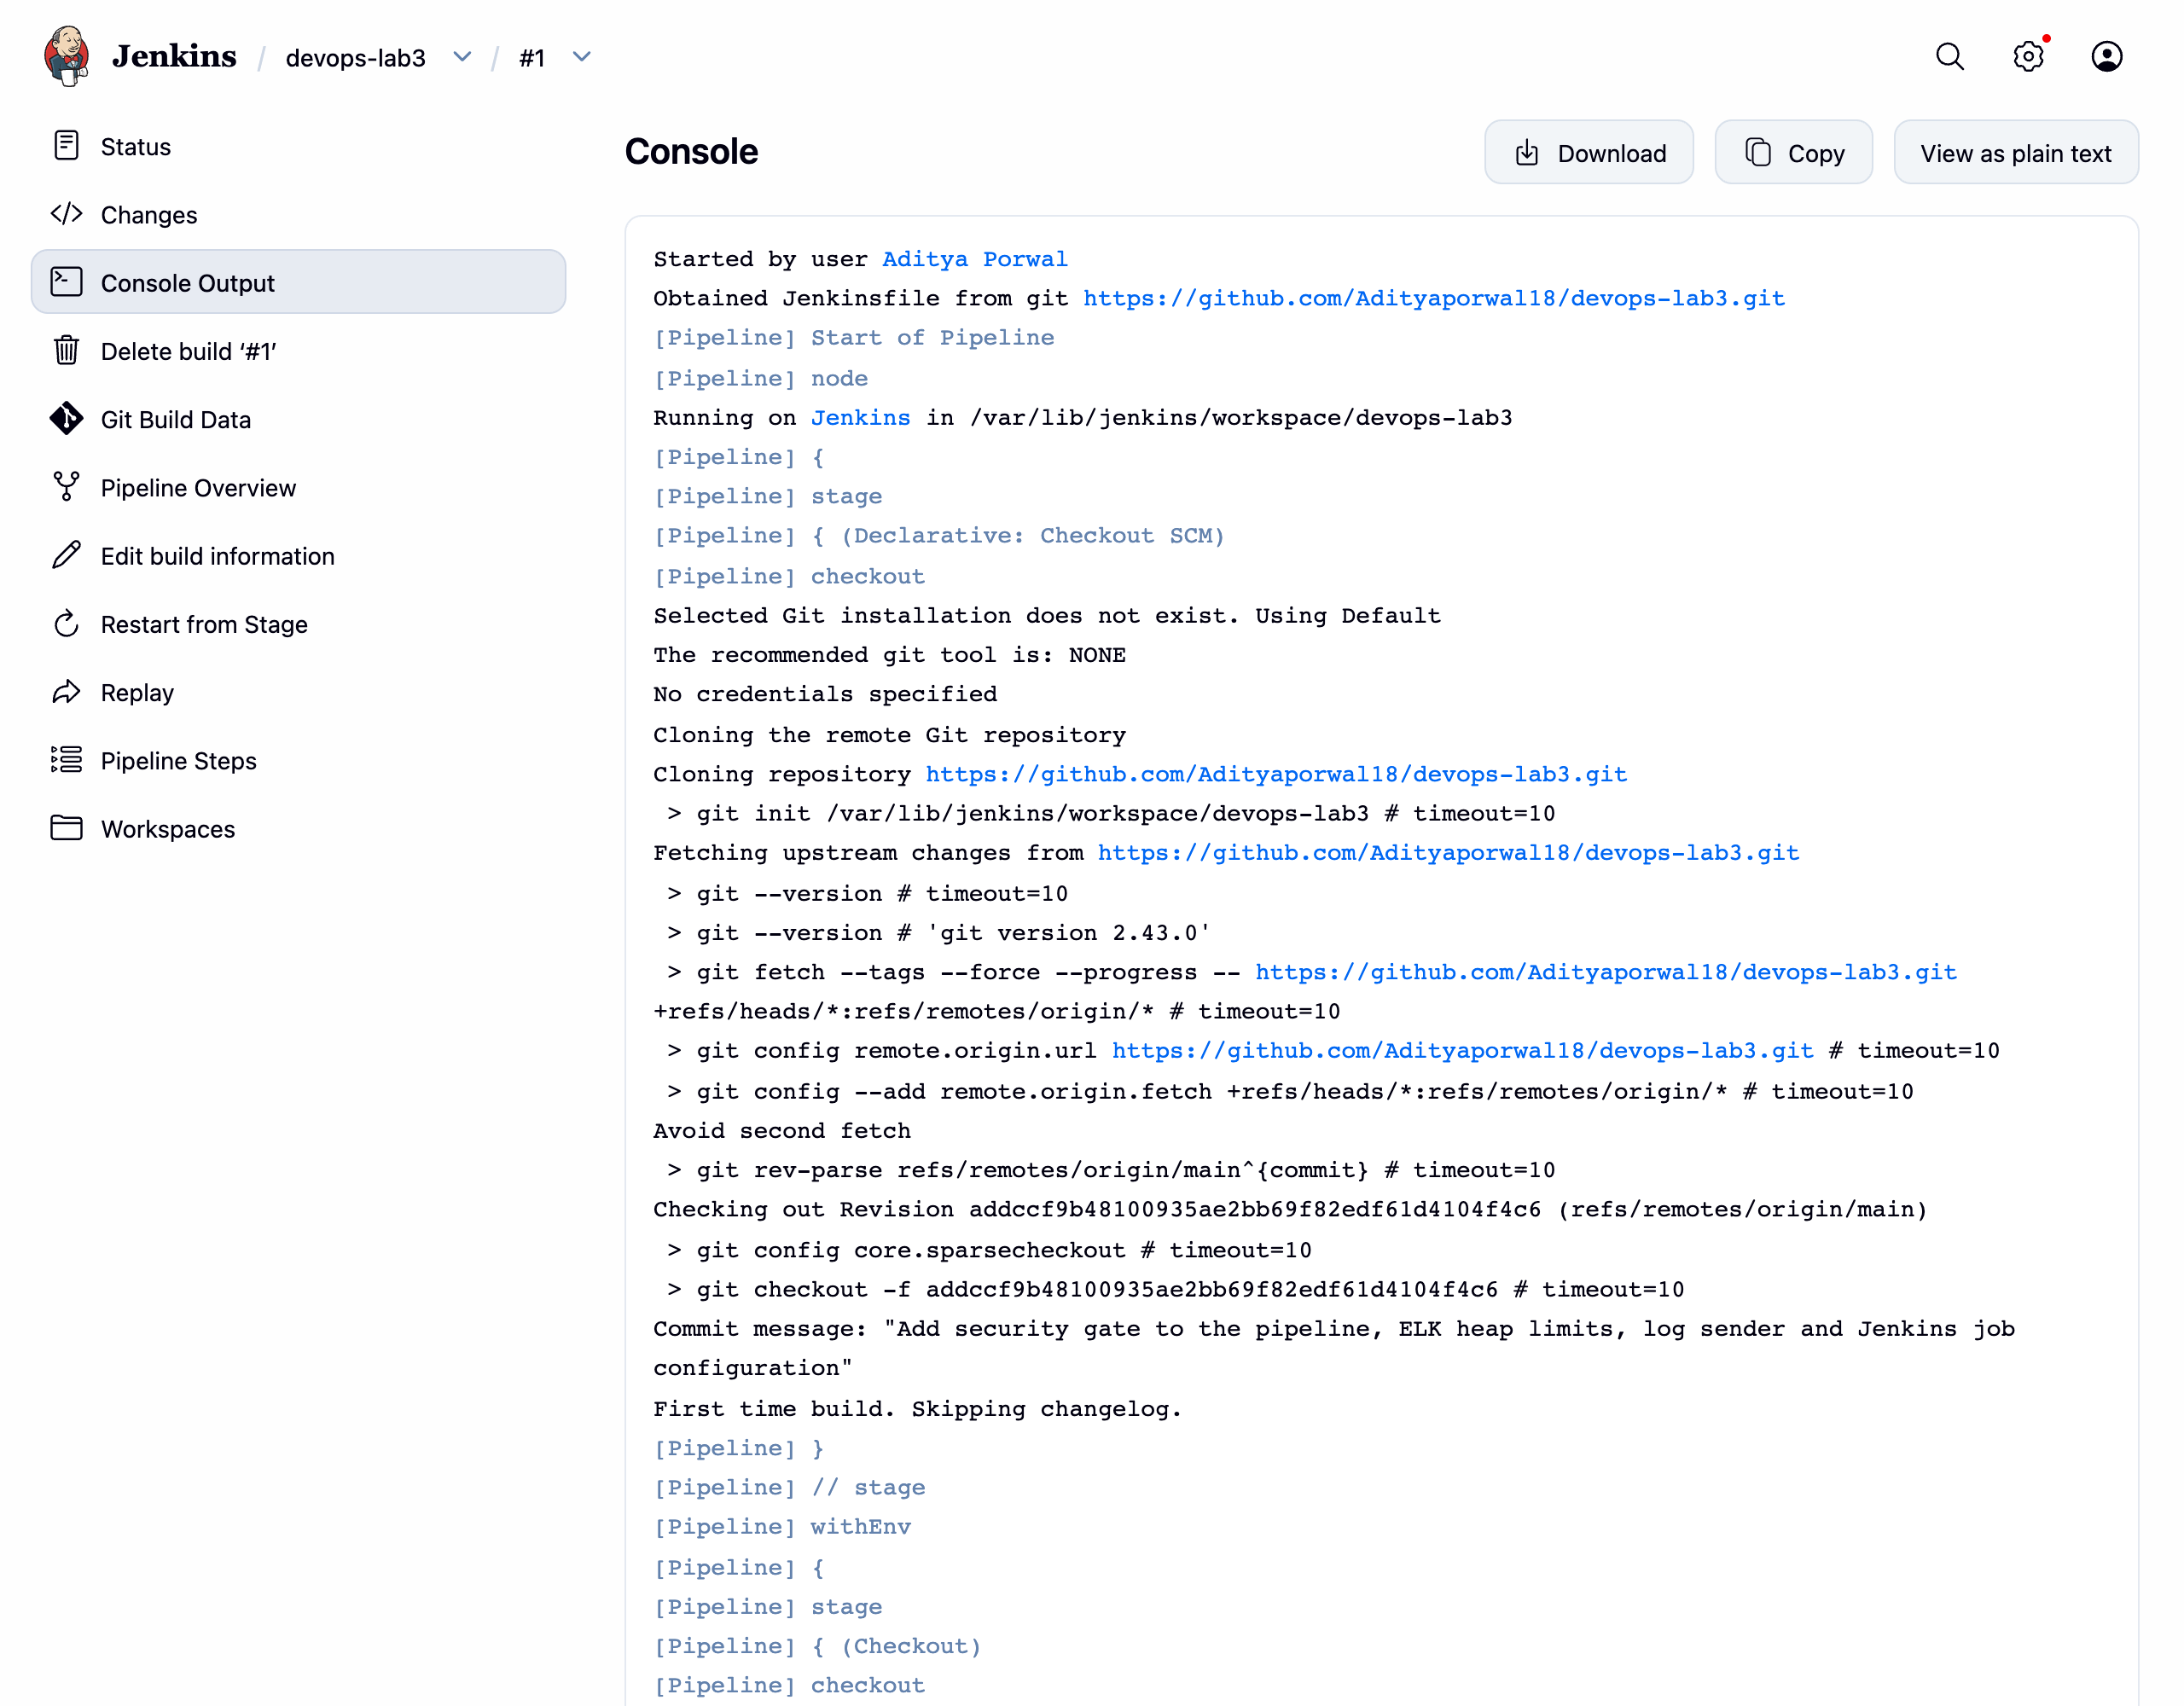 Jenkins / devops-lab3 / #1
Status
Changes
Console Output
Delete build ‘#1’
Git Build Data
Pipeline Overview
Edit build information
Restart from Stage
Replay
Pipeline Steps
Workspaces
Console
Download
Copy
View as plain text
Started by user Aditya Porwal
Obtained Jenkinsfile from git https://github.com/Adityaporwal18/devops-lab3.git
[Pipeline] Start of Pipeline
[Pipeline] node
Running on Jenkins in /var/lib/jenkins/workspace/devops-lab3
[Pipeline] {
[Pipeline] stage
[Pipeline] { (Declarative: Checkout SCM)
[Pipeline] checkout
Selected Git installation does not exist. Using Default
The recommended git tool is: NONE
No credentials specified
Cloning the remote Git repository
Cloning repository https://github.com/Adityaporwal18/devops-lab3.git
 > git init /var/lib/jenkins/workspace/devops-lab3 # timeout=10
Fetching upstream changes from https://github.com/Adityaporwal18/devops-lab3.git
 > git --version # timeout=10
 > git --version # 'git version 2.43.0'
 > git fetch --tags --force --progress -- https://github.com/Adityaporwal18/devops-lab3.git
+refs/heads/*:refs/remotes/origin/* # timeout=10
 > git config remote.origin.url https://github.com/Adityaporwal18/devops-lab3.git # timeout=10
 > git config --add remote.origin.fetch +refs/heads/*:refs/remotes/origin/* # timeout=10
Avoid second fetch
 > git rev-parse refs/remotes/origin/main^{commit} # timeout=10
Checking out Revision addccf9b48100935ae2bb69f82edf61d4104f4c6 (refs/remotes/origin/main)
 > git config core.sparsecheckout # timeout=10
 > git checkout -f addccf9b48100935ae2bb69f82edf61d4104f4c6 # timeout=10
Commit message: "Add security gate to the pipeline, ELK heap limits, log sender and Jenkins job
configuration"
First time build. Skipping changelog.
[Pipeline] }
[Pipeline] // stage
[Pipeline] withEnv
[Pipeline] {
[Pipeline] stage
[Pipeline] { (Checkout)
[Pipeline] checkout